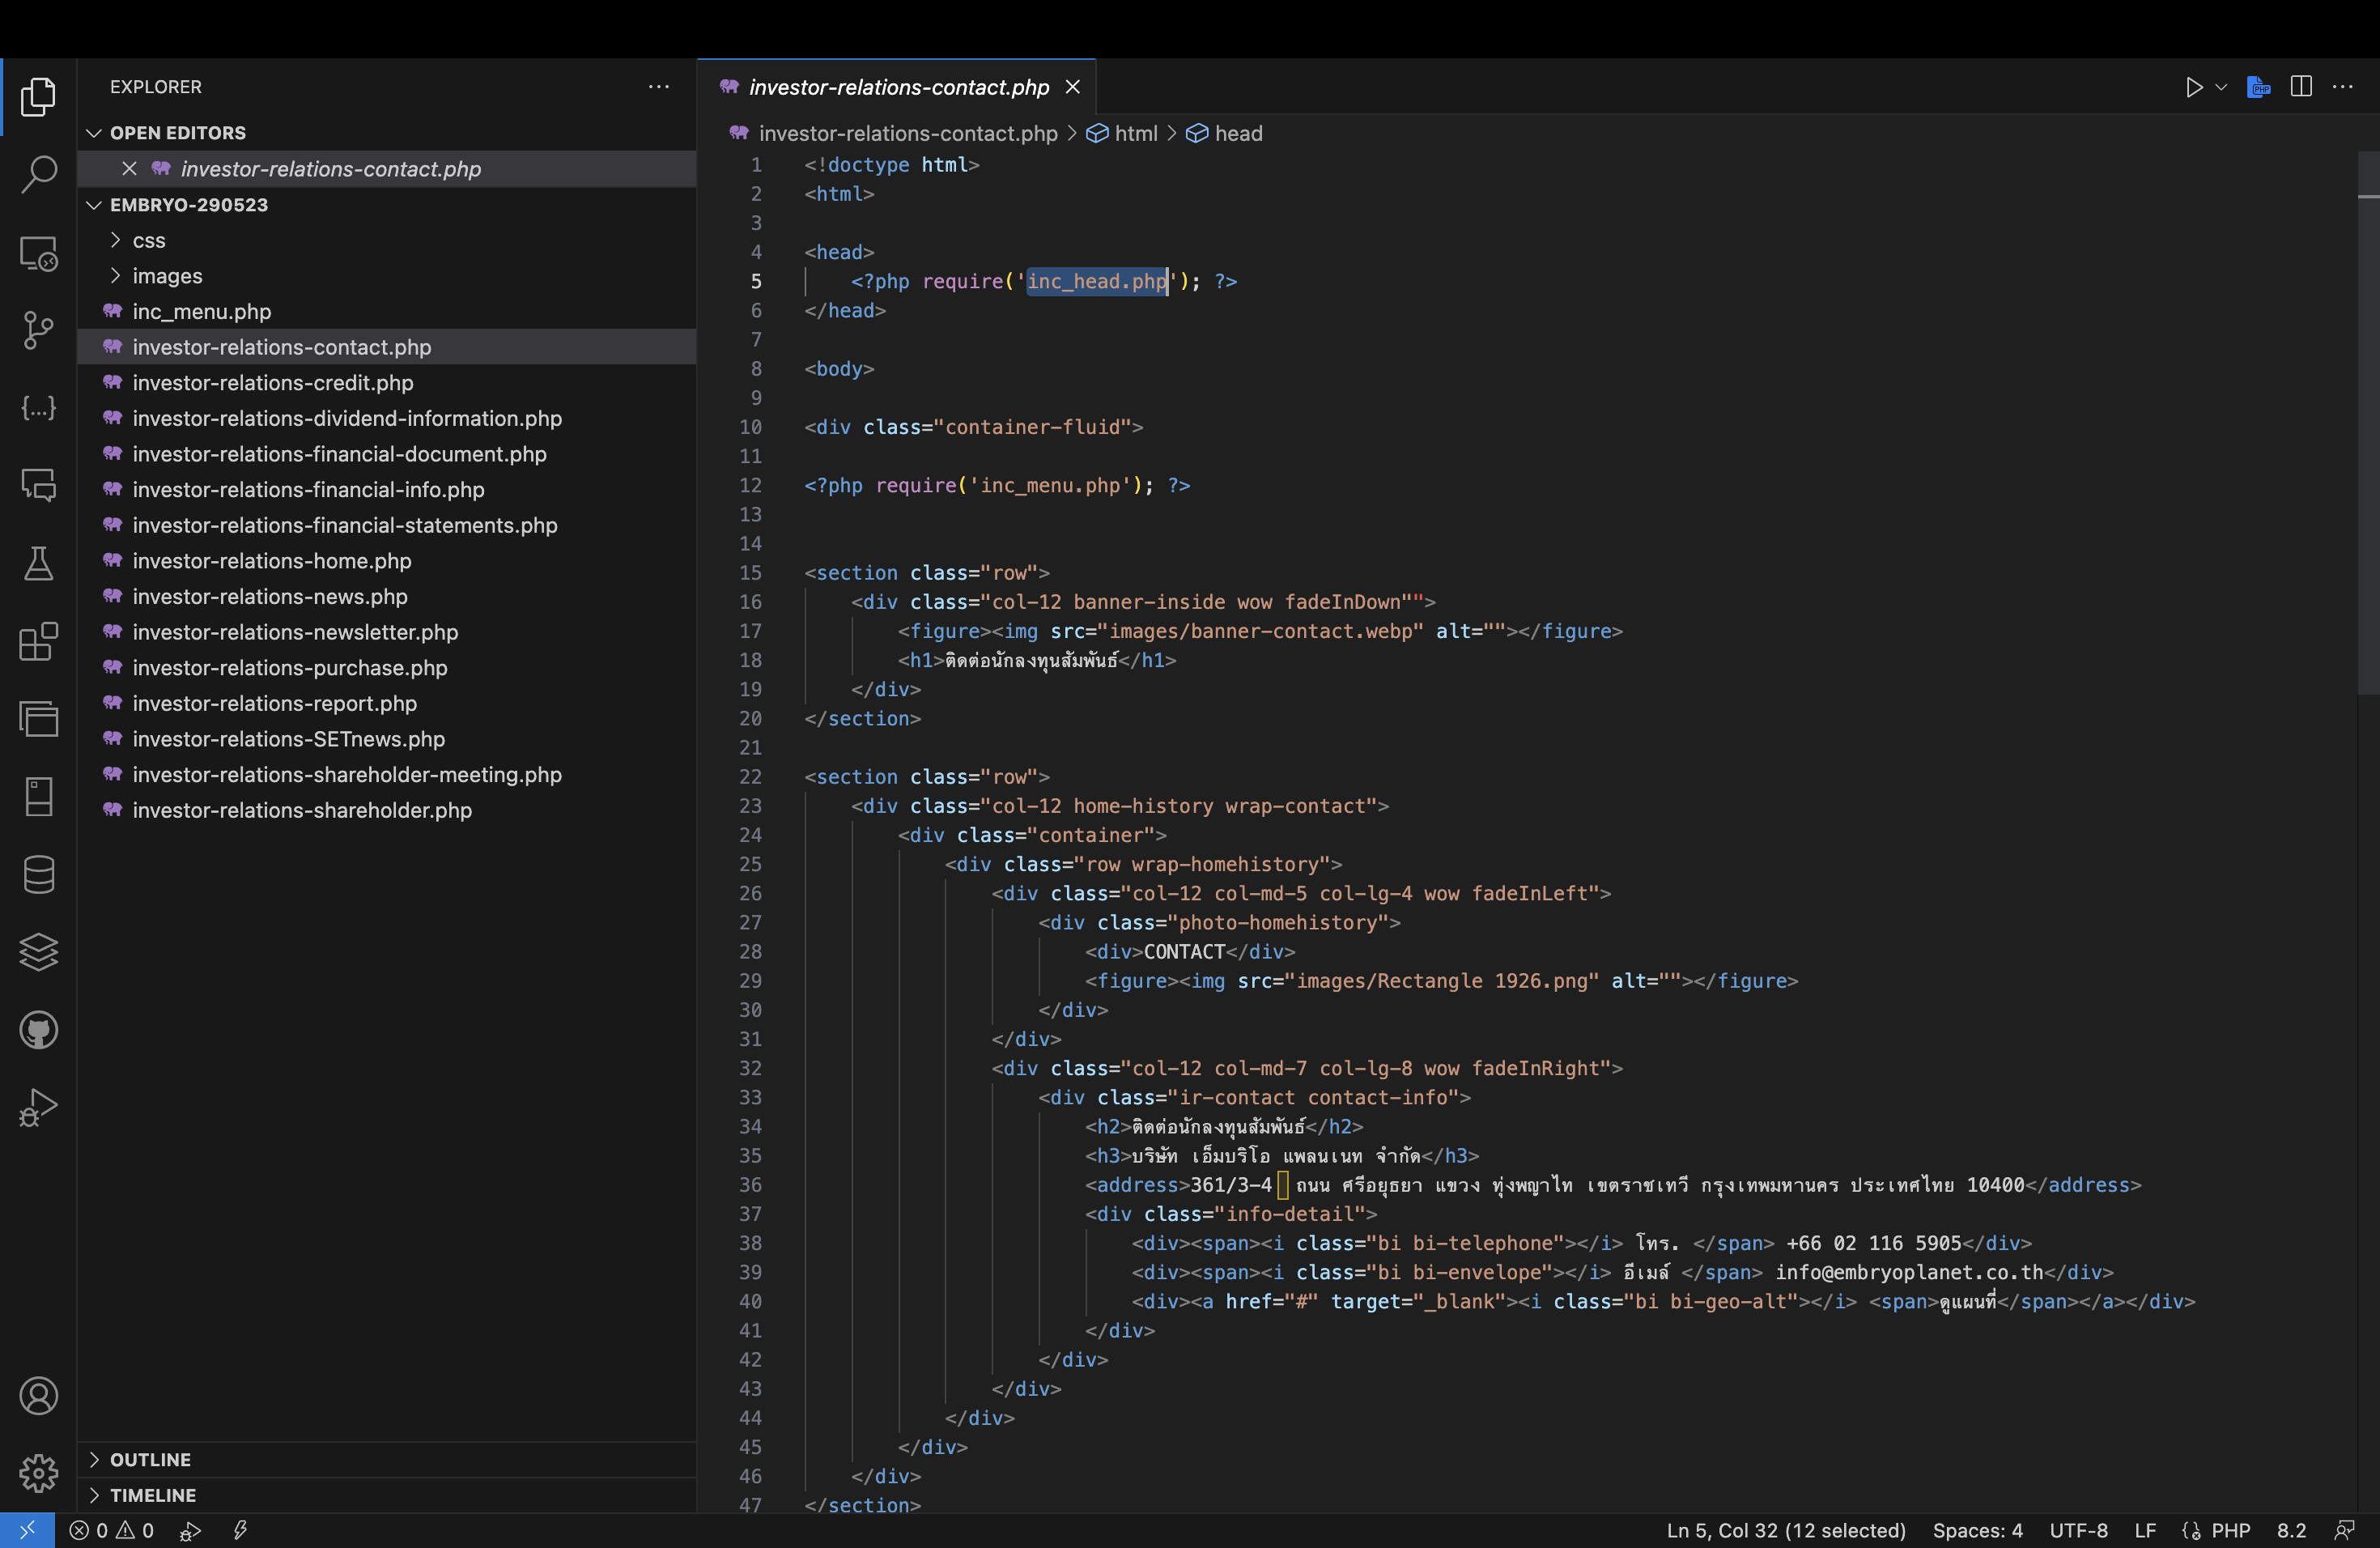 EXPLORER
OPEN EDITORS
investor-relations-contact.php
EMBRYO-290523
css
images
inc_menu.php
investor-relations-contact.php
investor-relations-credit.php
investor-relations-dividend-information.php
investor-relations-financial-document.php
investor-relations-financial-info.php
investor-relations-financial-statements.php
investor-relations-home.php
investor-relations-news.php
investor-relations-newsletter.php
investor-relations-purchase.php
investor-relations-report.php
investor-relations-SETnews.php
investor-relations-shareholder-meeting.php
investor-relations-shareholder.php
OUTLINE
TIMELINE
investor-relations-contact.php
investor-relations-contact.php > html > head
1 <!doctype html>
2 <html>
3
4 <head>
5 <?php require('inc_head.php'); ?>
6 </head>
7
8 <body>
9
10 <div class="container-fluid">
11
12 <?php require('inc_menu.php'); ?>
13
14
15 <section class="row">
16 <div class="col-12 banner-inside wow fadeInDown"">
17 <figure><img src="images/banner-contact.webp" alt=""></figure>
18 <h1>ติดต่อนักลงทุนสัมพันธ์</h1>
19 </div>
20 </section>
21
22 <section class="row">
23 <div class="col-12 home-history wrap-contact">
24 <div class="container">
25 <div class="row wrap-homehistory">
26 <div class="col-12 col-md-5 col-lg-4 wow fadeInLeft">
27 <div class="photo-homehistory">
28 <div>CONTACT</div>
29 <figure><img src="images/Rectangle 1926.png" alt=""></figure>
30 </div>
31 </div>
32 <div class="col-12 col-md-7 col-lg-8 wow fadeInRight">
33 <div class="ir-contact contact-info">
34 <h2>ติดต่อนักลงทุนสัมพันธ์</h2>
35 <h3>บริษัท เอ็มบริโอ แพลนเนท จำกัด</h3>
36 <address>361/3-4 ถนน ศรีอยุธยา แขวง ทุ่งพญาไท เขตราชเทวี กรุงเทพมหานคร ประเทศไทย 10400</address>
37 <div class="info-detail">
38 <div><span><i class="bi bi-telephone"></i> โทร. </span> +66 02 116 5905</div>
39 <div><span><i class="bi bi-envelope"></i> อีเมล์ </span> info@embryoplanet.co.th</div>
40 <div><a href="#" target="_blank"><i class="bi bi-geo-alt"></i> <span>ดูแผนที่</span></a></div>
41 </div>
42 </div>
43 </div>
44 </div>
45 </div>
46 </div>
47 </section>
0 0
Ln 5, Col 32 (12 selected) Spaces: 4 UTF-8 LF PHP 8.2